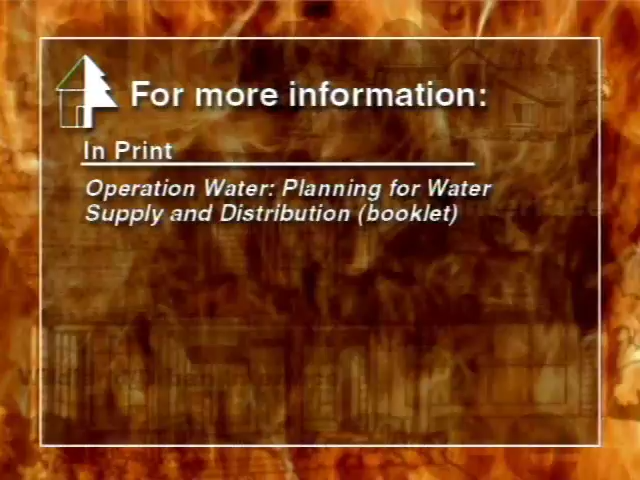 For more information:
In Print
Operation Water: Planning for Water
Supply and Distribution (booklet)